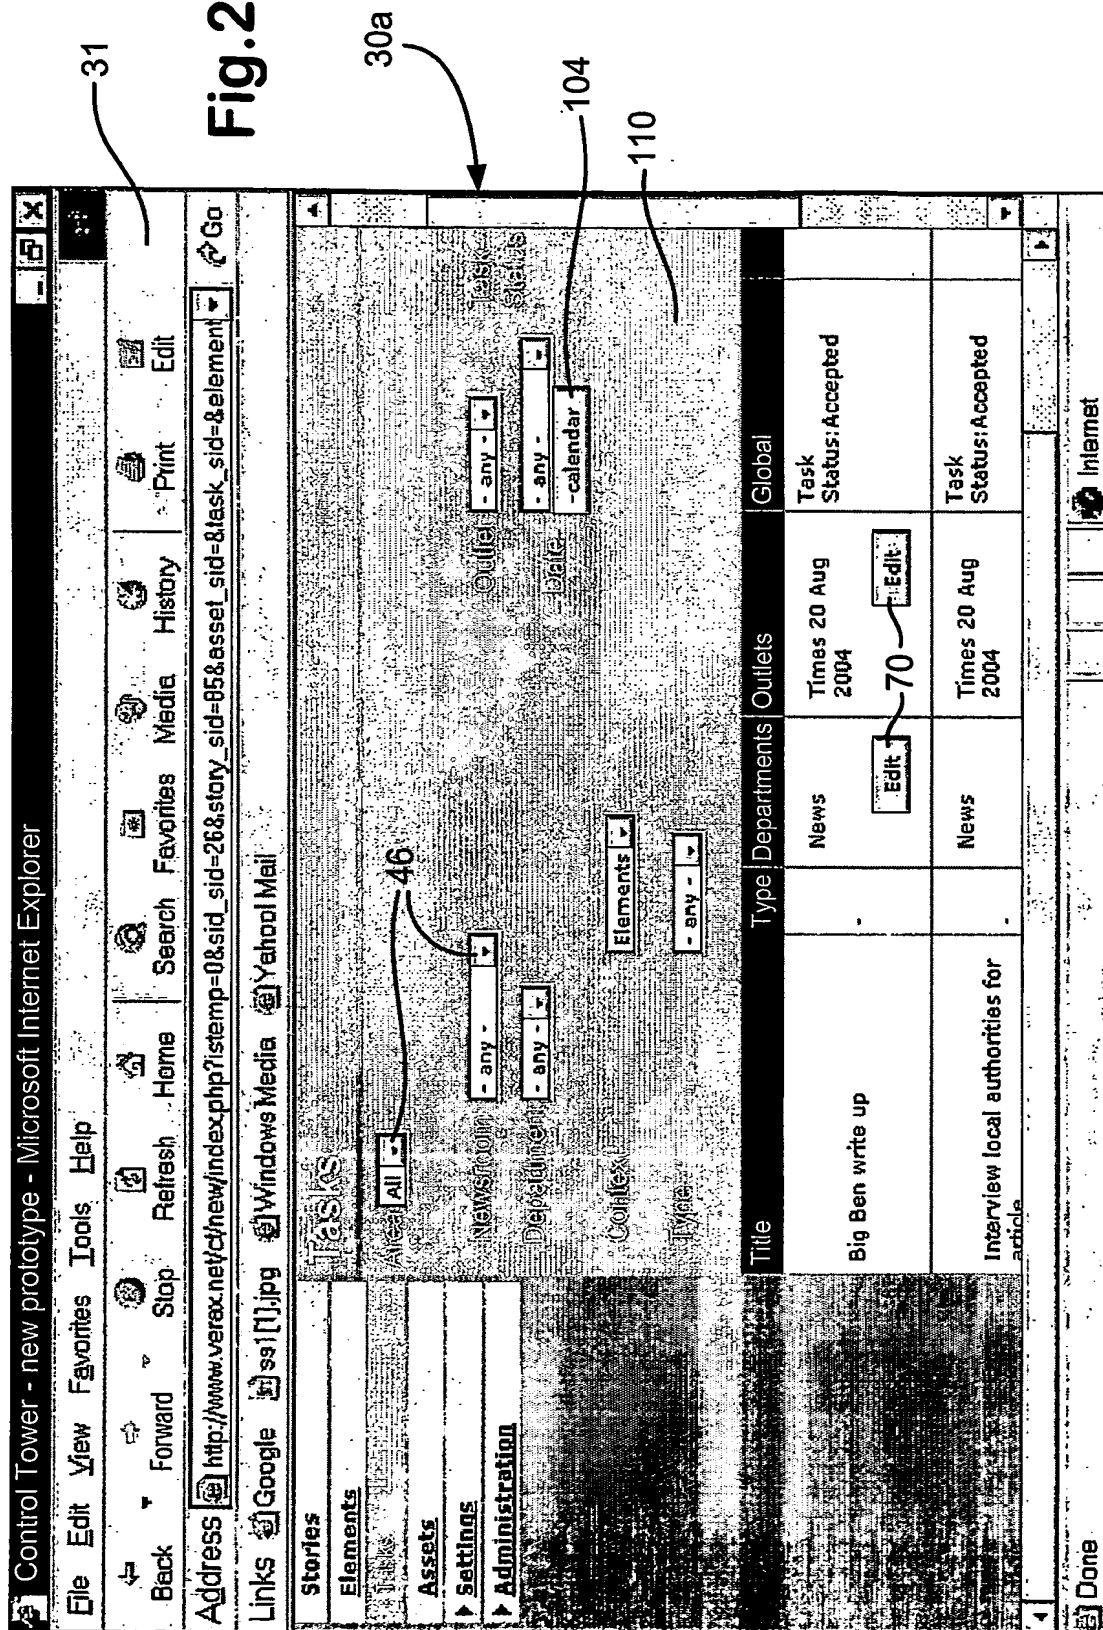 Control Tower - new prototype - Microsoft Internet Explorer
File Edit View Favorites Tools Help
Back Forward Stop Refresh Home Search Favorites Media History Print Edit
31
Address http://www.verex.net/ct/new/index.php?istemp=0&sid_sid=26&story_sid=85&asset_sid=&task_sid=&element Go
Links Google ss1[1].jpg Windows Media Yahoo! Mail
Fig.2
Stories
Elements
Tasks
Assets
Settings
Administration
Tasks
Area All
46
30a
Newsroom - any - Outlet - any - Task Status
Department - any - Date - any -
-calendar-
104
Context Elements
110
Type - any -
Title Type Departments Outlets Global
Big Ben write up - News Times 20 Aug 2004 Task Status:Accepted
Edit 70 Edit
Interview local authorities for article - News Times 20 Aug 2004 Task Status:Accepted
Done Internet